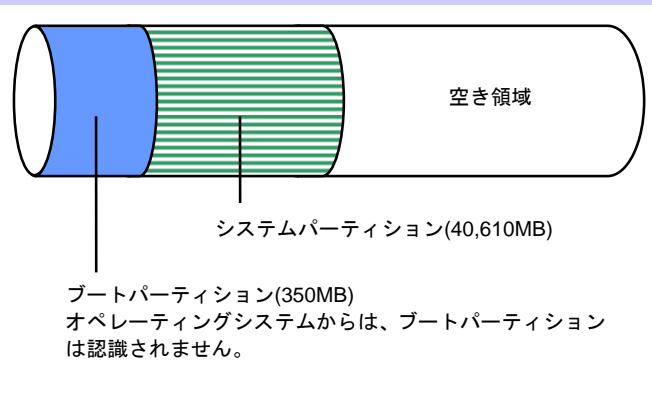 空き領域
システムパーティション(40,610MB)
ブートパーティション(350MB)
オペレーティングシステムからは、ブートパーティション
は認識されません。